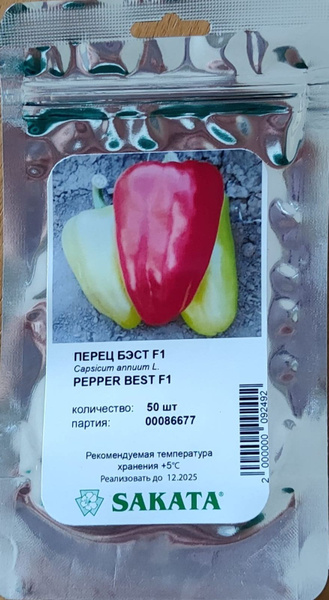 ПЕРЕЦ БЭСТ F1
Capsicum annuum L.
PEPPER BEST F1
количество: 50 шт
партия: 00086677
Рекомендуемая температура
хранения +5°C
Реализовать до 12.2025
SAKATA®
2 000000 092492